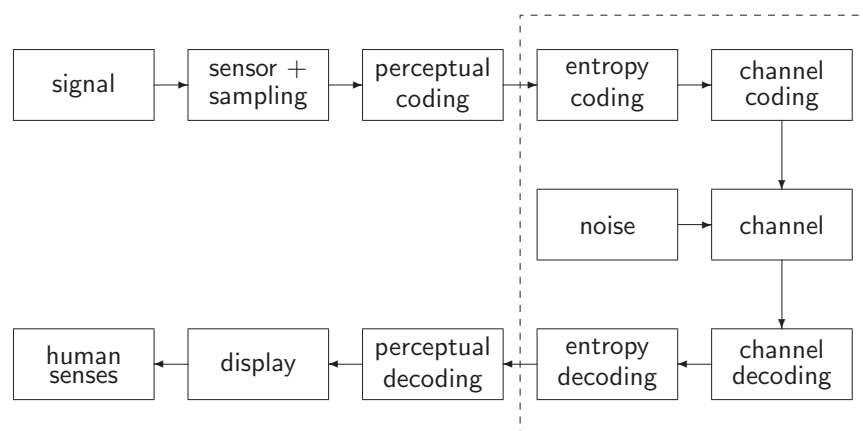 signal
sensor +
sampling
perceptual
coding
entropy
coding
channel
coding
noise
channel
human
senses
display
perceptual
decoding
entropy
decoding
channel
decoding